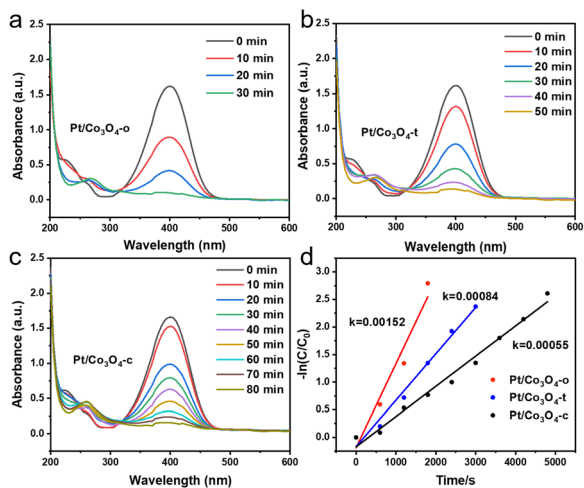 a
2.5
2.0
1.5
1.0
0.5
0.0
Absorbance (a.u.)
200 300 400 500 600
Wavelength (nm)
Pt/Co₃O₄-o
0 min
10 min
20 min
30 min
b
2.5
2.0
1.5
1.0
0.5
0.0
Absorbance (a.u.)
200 300 400 500 600
Wavelength (nm)
Pt/Co₃O₄-t
0 min
10 min
20 min
30 min
40 min
50 min
c
2.5
2.0
1.5
1.0
0.5
0.0
Absorbance (a.u.)
200 300 400 500 600
Wavelength (nm)
Pt/Co₃O₄-c
0 min
10 min
20 min
30 min
40 min
50 min
60 min
70 min
80 min
d
3.0
2.5
2.0
1.5
1.0
0.5
0.0
-ln(C/C₀)
0 1000 2000 3000 4000 5000
Time/s
k=0.00152
k=0.00084
k=0.00055
Pt/Co₃O₄-o
Pt/Co₃O₄-t
Pt/Co₃O₄-c